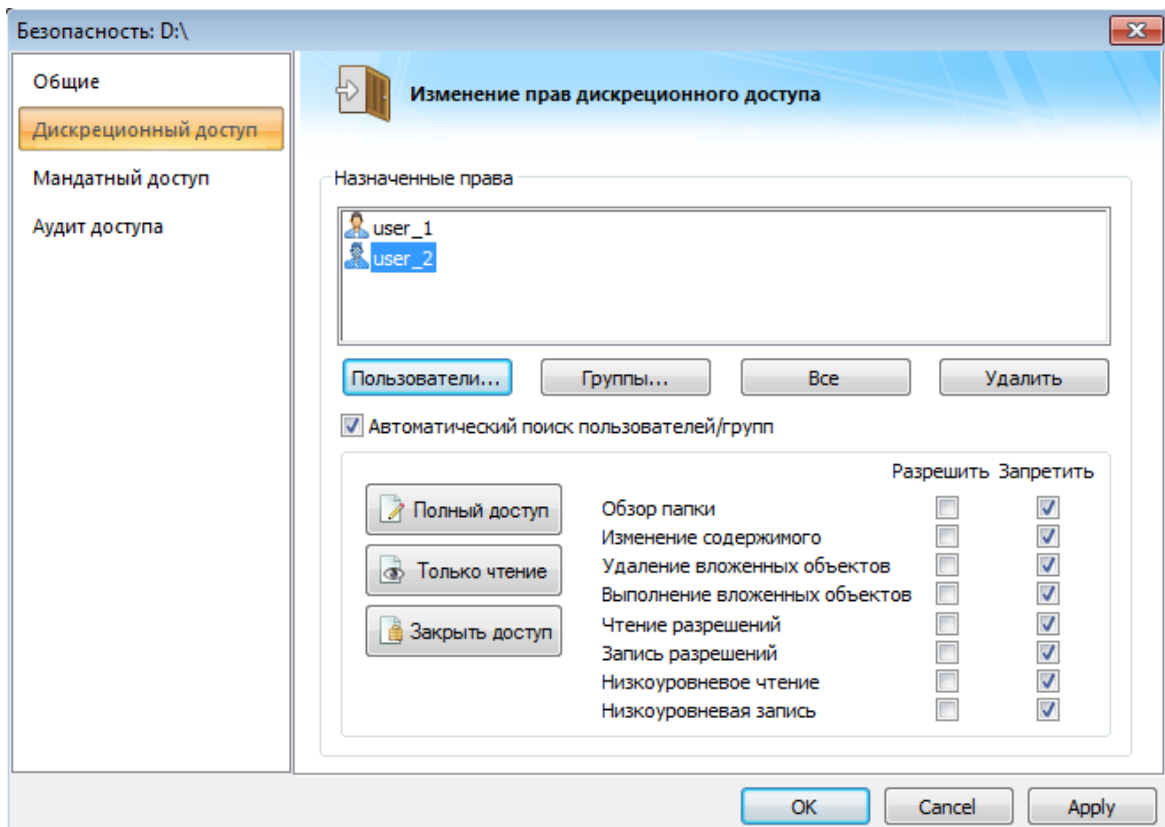 Безопасность: D:\
Общие
Дискреционный доступ
Мандатный доступ
Аудит доступа
Изменение прав дискреционного доступа
Назначенные права
user_1
user_2
Пользователи... Группы... Все Удалить
Автоматический поиск пользователей/групп
Разрешить Запретить
Полный доступ
Только чтение
Закрыть доступ
Обзор папки
Изменение содержимого
Удаление вложенных объектов
Выполнение вложенных объектов
Чтение разрешений
Запись разрешений
Низкоуровневое чтение
Низкоуровневая запись
OK Cancel Apply